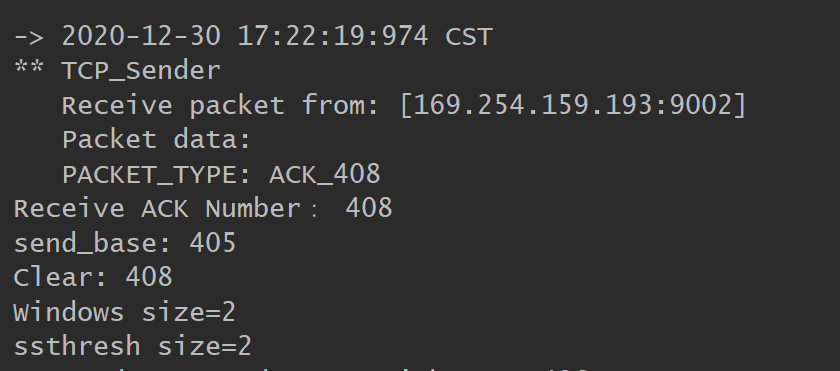 -> 2020-12-30 17:22:19:974 CST
** TCP_Sender
Receive packet from: [169.254.159.193:9002]
Packet data:
PACKET_TYPE: ACK_408
Receive ACK Number： 408
send_base: 405
Clear: 408
Windows size=2
ssthresh size=2